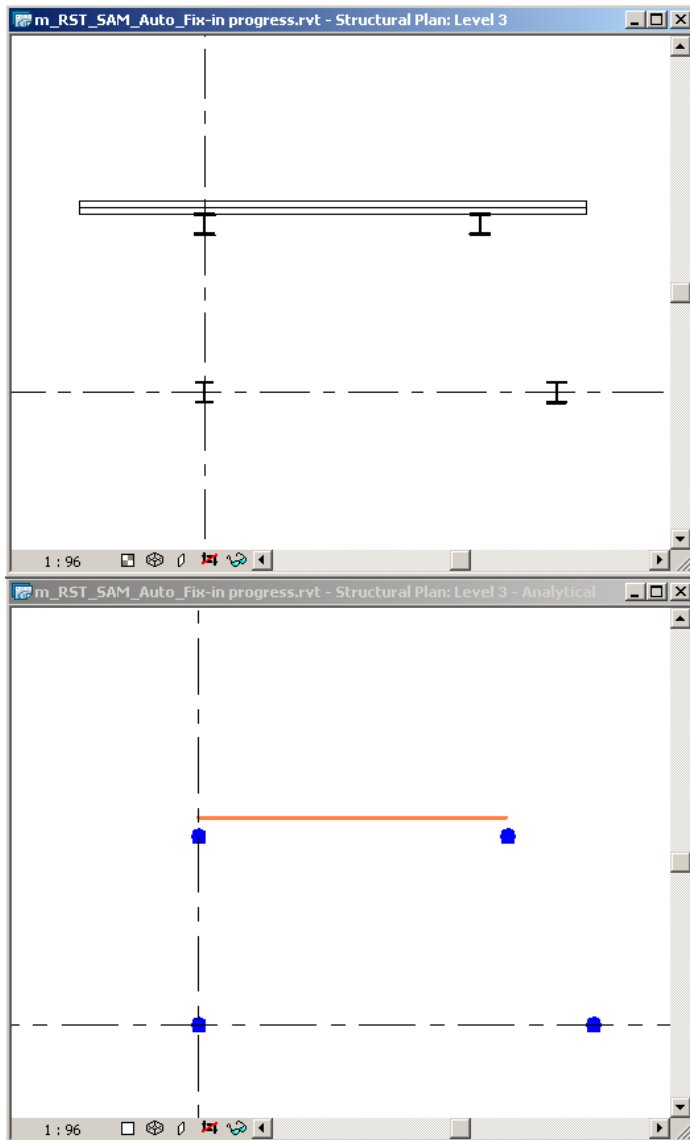 m_RST_SAM_Auto_Fix-in progress.rvt - Structural Plan: Level 3
1 : 96
m_RST_SAM_Auto_Fix-in progress.rvt - Structural Plan: Level 3 - Analytical
1 : 96